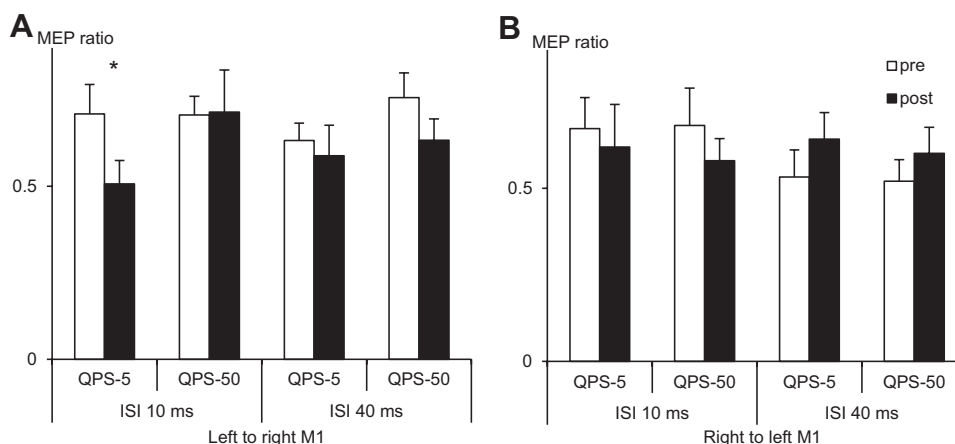 A
MEP ratio
*
0.5
0
QPS-5 QPS-50 QPS-5 QPS-50
ISI 10 ms ISI 40 ms
Left to right M1
B
MEP ratio
pre
post
0.5
0
QPS-5 QPS-50 QPS-5 QPS-50
ISI 10 ms ISI 40 ms
Right to left M1